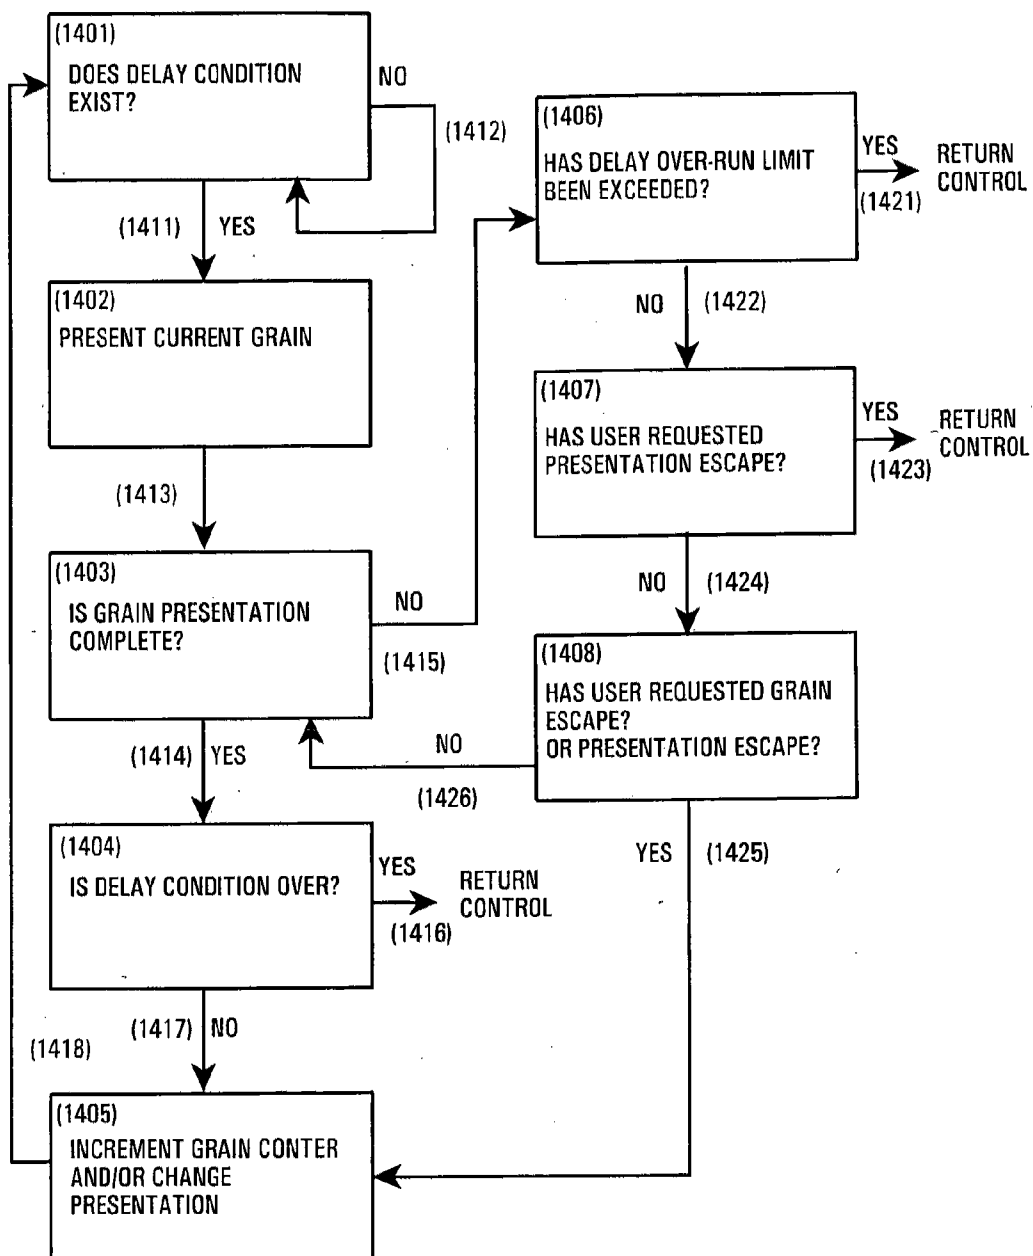 (1401)
DOES DELAY CONDITION
EXIST?
NO
(1412)
(1411)
YES
(1402)
PRESENT CURRENT GRAIN
(1413)
(1403)
IS GRAIN PRESENTATION
COMPLETE?
NO
(1415)
(1414)
YES
(1404)
IS DELAY CONDITION OVER?
YES
(1416)
RETURN
CONTROL
(1417)
NO
(1418)
(1405)
INCREMENT GRAIN CONTER
AND/OR CHANGE
PRESENTATION
(1406)
HAS DELAY OVER-RUN LIMIT
BEEN EXCEEDED?
YES
(1421)
RETURN
CONTROL
NO
(1422)
(1407)
HAS USER REQUESTED
PRESENTATION ESCAPE?
YES
(1423)
RETURN
CONTROL
NO
(1424)
(1408)
HAS USER REQUESTED GRAIN
ESCAPE?
OR PRESENTATION ESCAPE?
NO
(1426)
YES
(1425)